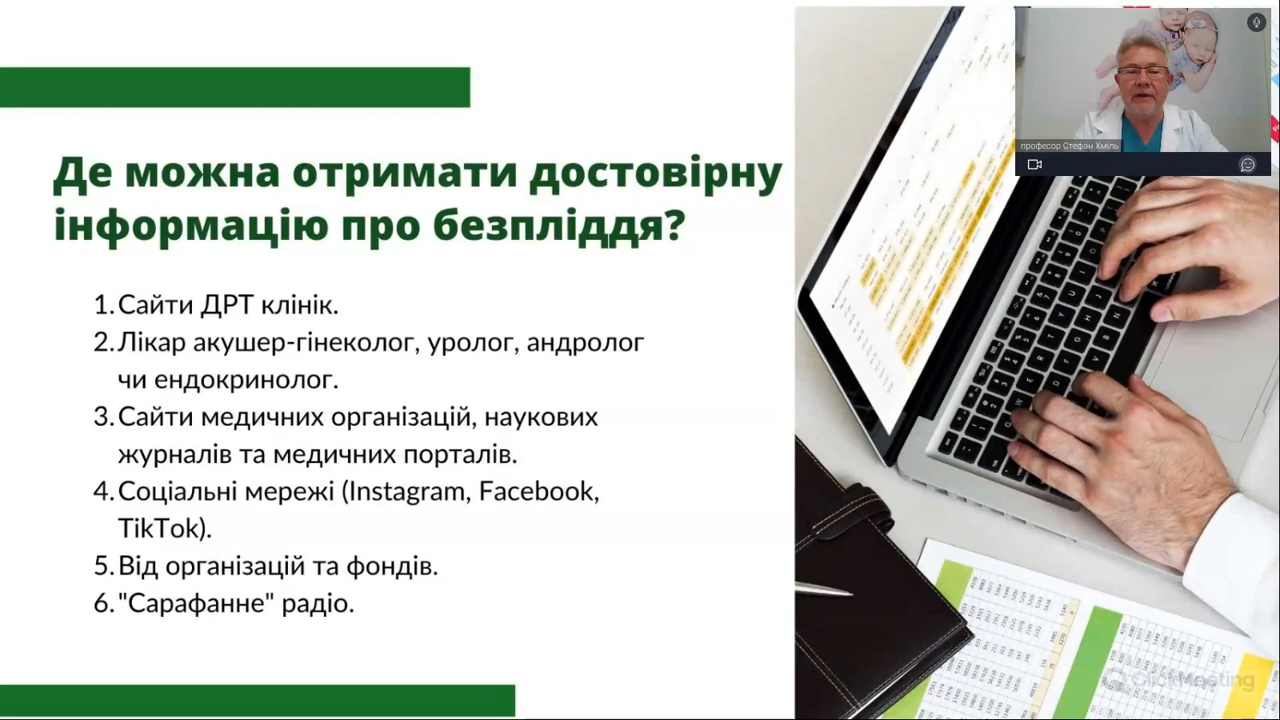 Де можна отримати достовірну
інформацію про безпліддя?
1. Сайти ДРТ клінік.
2. Лікар акушер-гінеколог, уролог, андролог
чи ендокринолог.
3. Сайти медичних організацій, наукових
журналів та медичних порталів.
4. Соціальні мережі (Instagram, Facebook,
TikTok).
5. Від організацій та фондів.
6. "Сарафанне" радіо.
професор Стефан Хміль
ClickMeeting